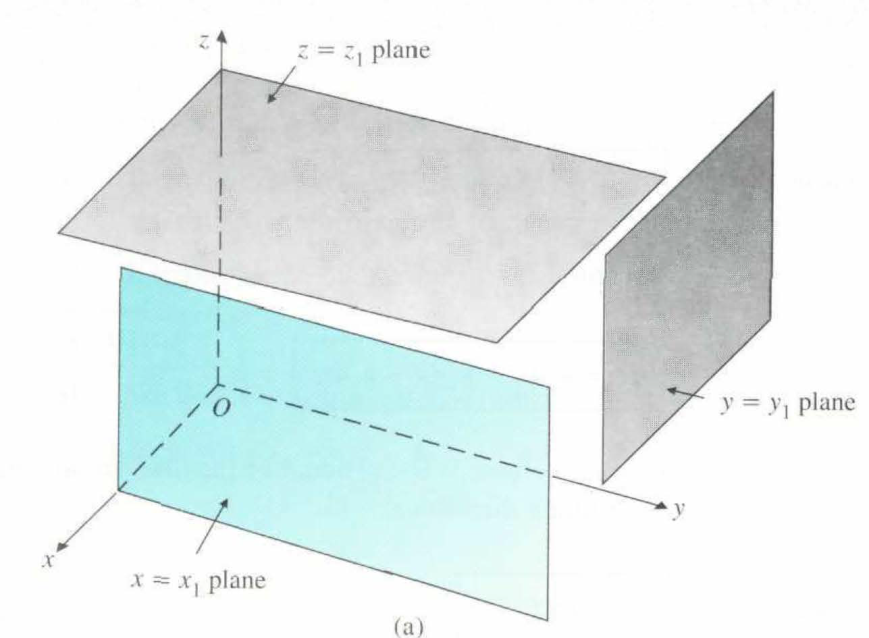 z
z = z₁ plane
O
y = y₁ plane
y
x
x = x₁ plane
(a)